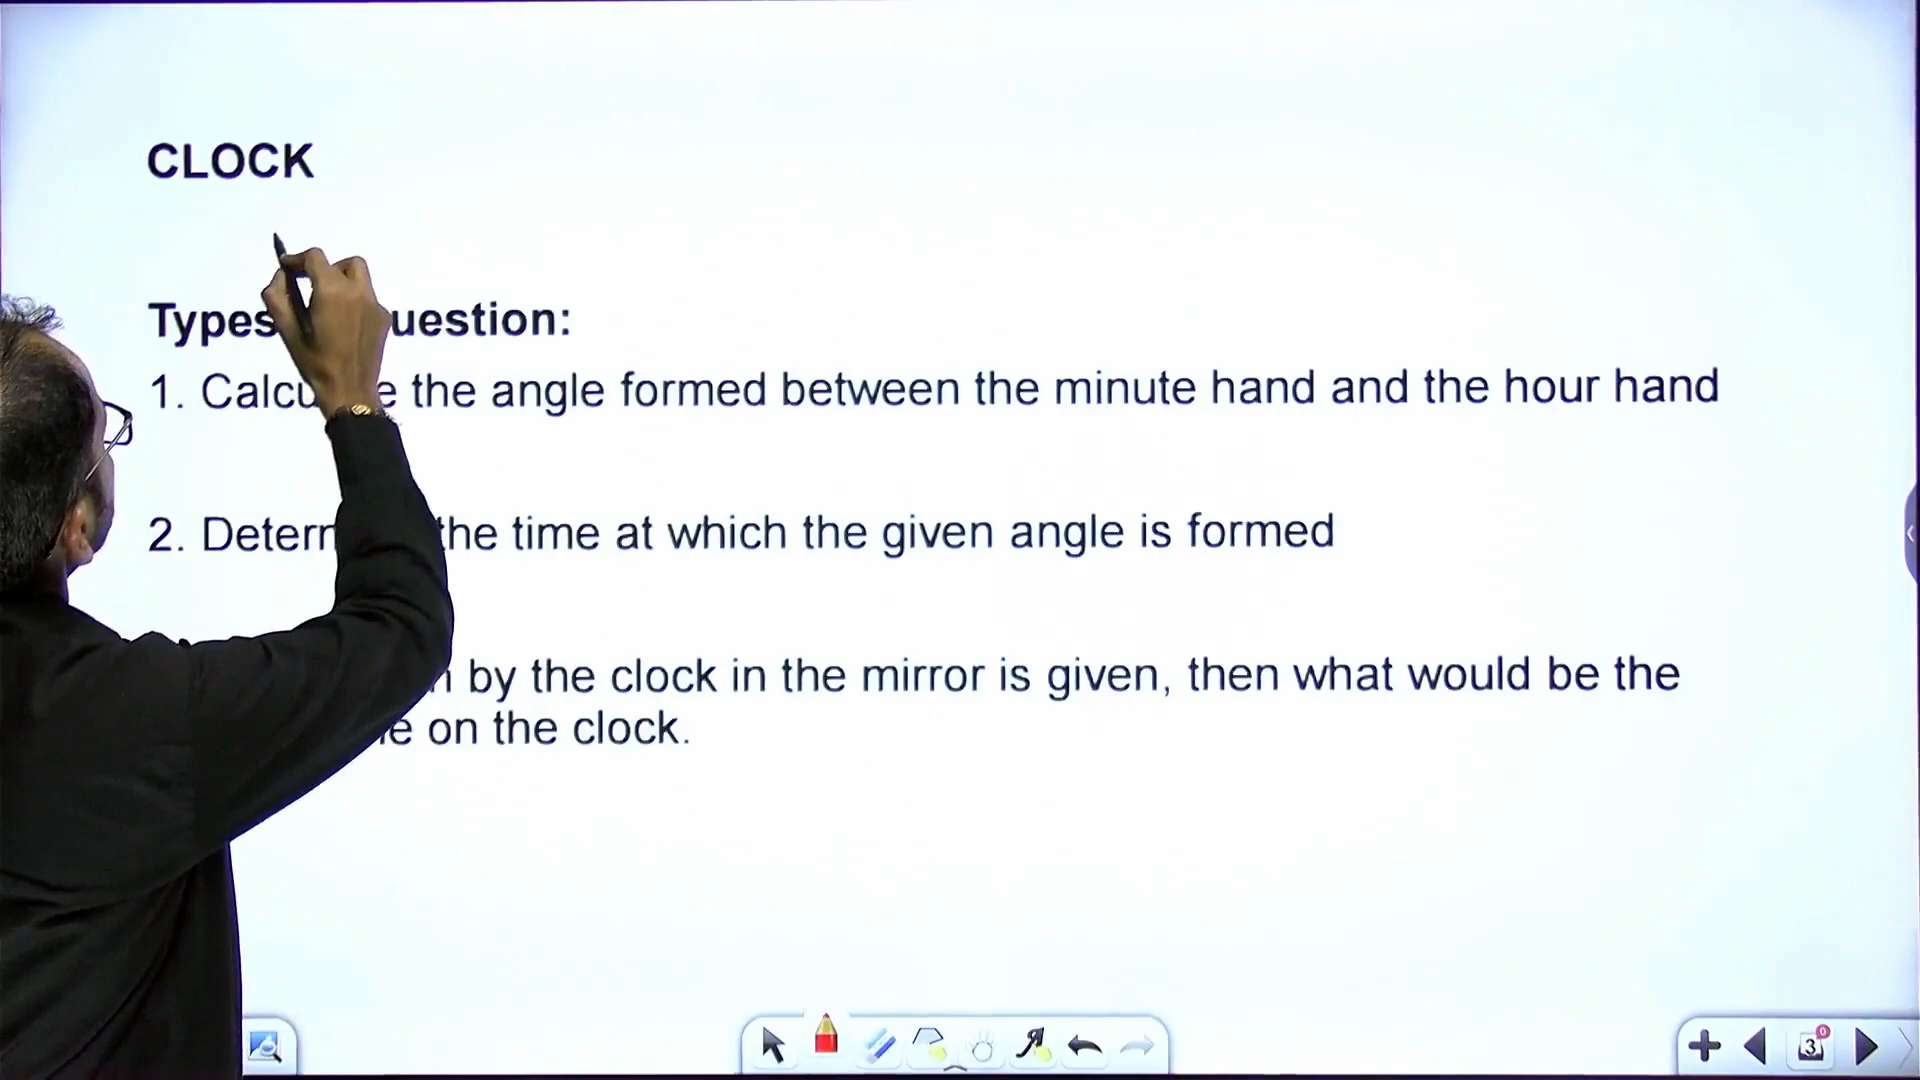 CLOCK
Types uestion:
1. Calcu e the angle formed between the minute hand and the hour hand
2. Deter the time at which the given angle is formed
by the clock in the mirror is given, then what would be the
on the clock.
3
0